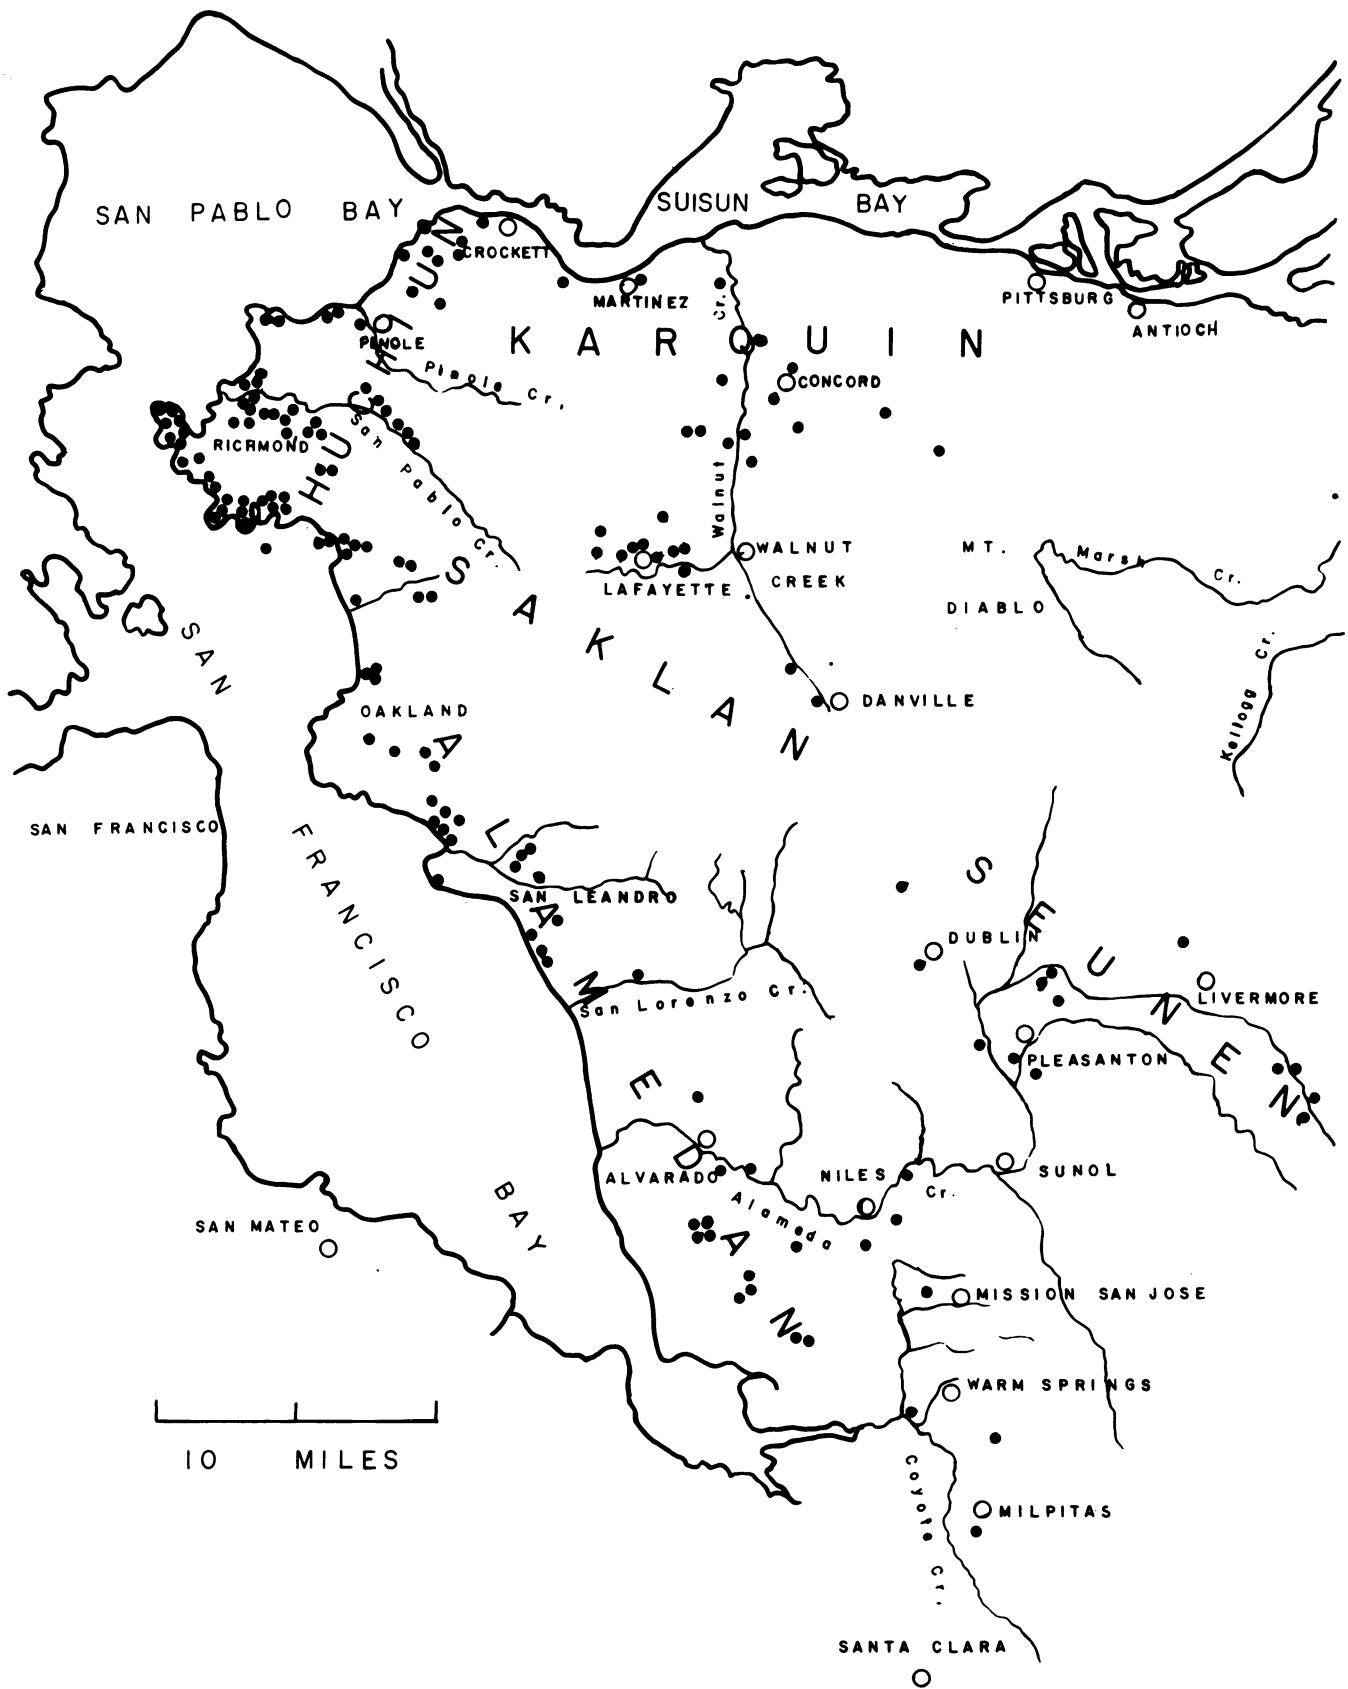 SAN PABLO BAY
SUISUN BAY
CROCKETT
MARTINEZ
PITTSBURG
ANTIOCH
PINOLE
KARQUIN
Pinole Cr.
CONCORD
RICHMOND
HUCHIUN
San Pablo Cr.
Walnut Cr.
WALNUT
CREEK
LAFAYETTE
MT.
DIABLO
Marsh Cr.
Kellogg Cr.
SAKLAN
DANVILLE
OAKLAND
SAN FRANCISCO
SAN FRANCISCO BAY
ALAMEDAN
SAN LEANDRO
San Lorenzo Cr.
SEUNEN
DUBLIN
LIVERMORE
PLEASANTON
ALVARADO
Alameda Cr.
NILES
SUNOL
SAN MATEO
MISSION SAN JOSE
WARM SPRINGS
10 MILES
Coyote Cr.
MILPITAS
SANTA CLARA